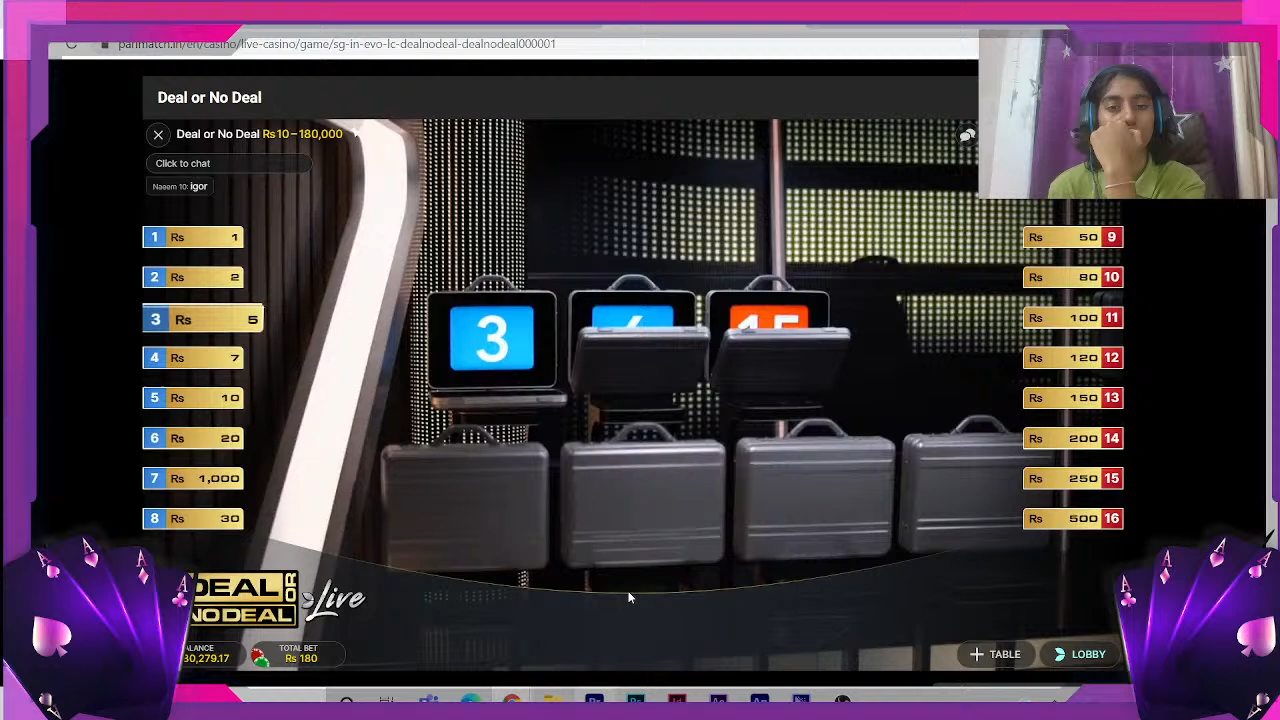 parimatch.in/en/casino/live-casino/game/sg-in-evo-lc-dealnodeal-dealnodeal000001
Deal or No Deal
Deal or No Deal Rs10–180,000
Click to chat
Naeem 10: igor
1 Rs 1
2 Rs 2
3 Rs 5
4 Rs 7
5 Rs 10
6 Rs 20
7 Rs 1,000
8 Rs 30
3
15
Rs 50 9
Rs 80 10
Rs 100 11
Rs 120 12
Rs 150 13
Rs 200 14
Rs 250 15
Rs 500 16
DEAL OR
NO DEAL
Live
ALANCE
30,279.17
TOTAL BET
Rs 180
TABLE
LOBBY
A A A A
A A A A